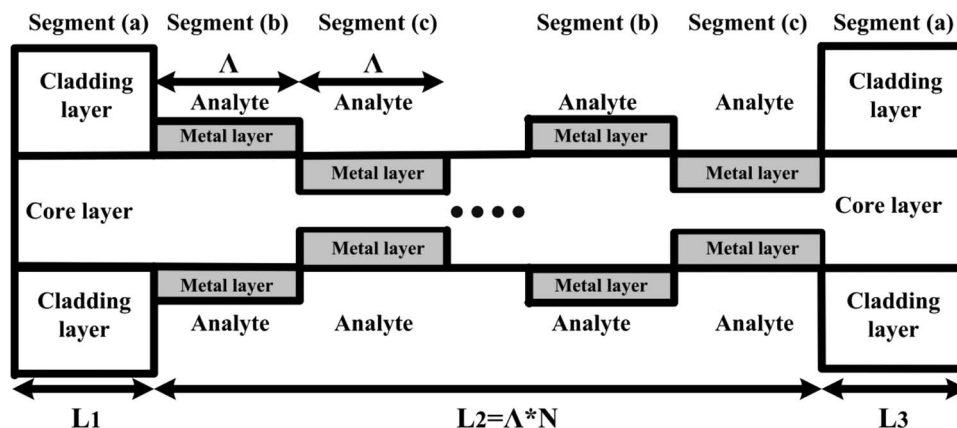 Segment (a) Segment (b) Segment (c) Segment (b) Segment (c) Segment (a)
Λ Λ
Cladding layer
Analyte
Analyte
Analyte
Analyte
Cladding layer
Metal layer
Metal layer
Metal layer
Metal layer
Core layer
Core layer
Metal layer
Metal layer
Metal layer
Metal layer
Cladding layer
Analyte
Analyte
Analyte
Analyte
Cladding layer
L1
L2=Λ*N
L3